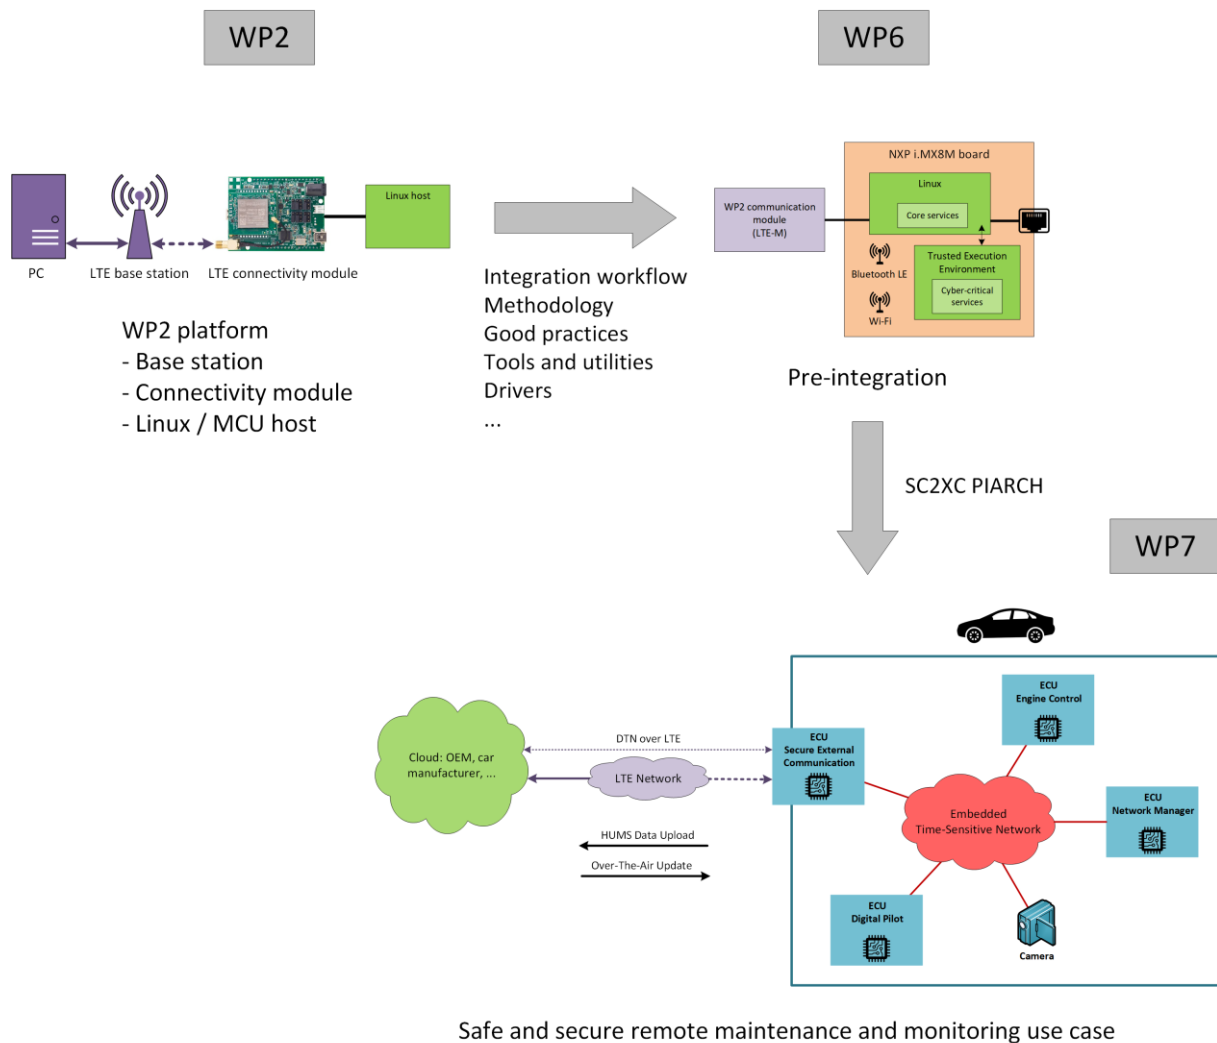 WP2
WP6
NXP i.MX8M board
Linux
Core services
Linux host
WP2 communication
module
(LTE-M)
Trusted Execution
Environment
Bluetooth LE
Cyber-critical
services
Wi-Fi
PC
LTE base station
LTE connectivity module
Integration workflow
Methodology
Good practices
Tools and utilities
Drivers
...
WP2 platform
- Base station
- Connectivity module
- Linux / MCU host
Pre-integration
SC2XC PIARCH
WP7
ECU
Engine Control
DTN over LTE
ECU
Secure External
Communication
Cloud: OEM, car
manufacturer, ...
LTE Network
ECU
Network Manager
Embedded
Time-Sensitive Network
HUMS Data Upload
Over-The-Air Update
ECU
Digital Pilot
Camera
Safe and secure remote maintenance and monitoring use case